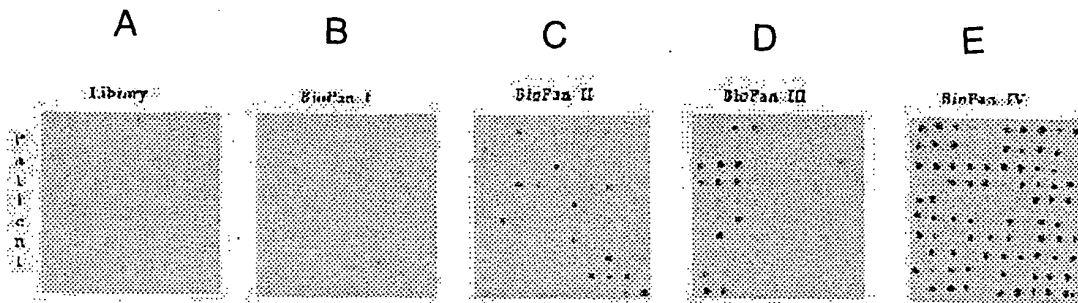 A B C D E
Library BioPan I BioPan II BioPan III BioPan IV
Patient